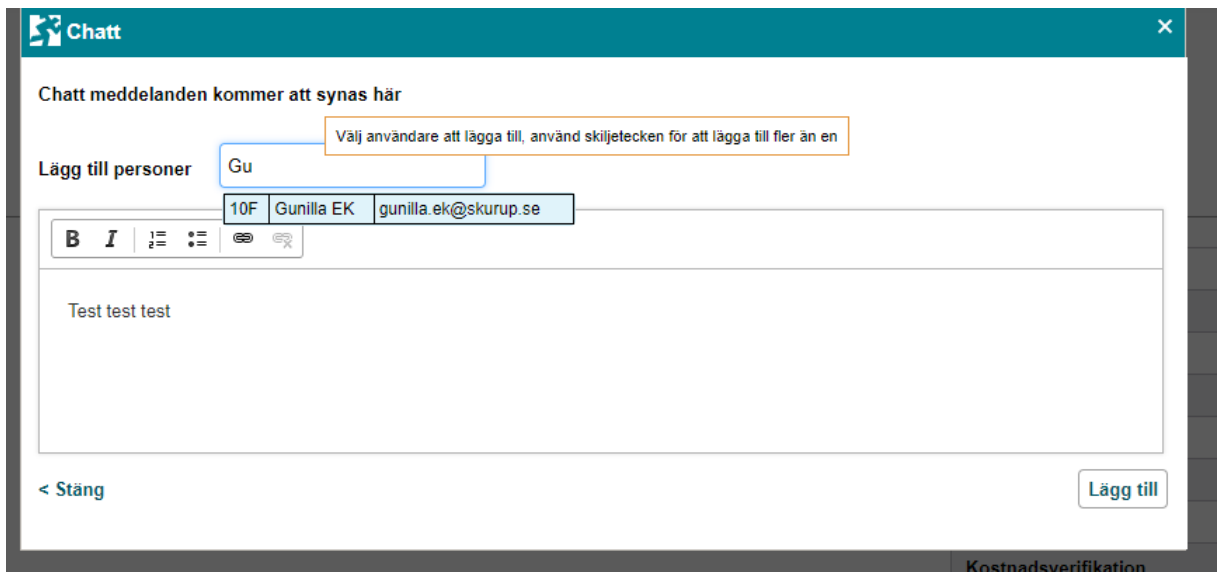 Chatt ×
Chatt meddelanden kommer att synas här
Välj användare att lägga till, använd skiljetecken för att lägga till fler än en
Lägg till personer Gu
10F Gunilla EK gunilla.ek@skurup.se
B I
Test test test
< Stäng Lägg till
Kostnadsverifikation